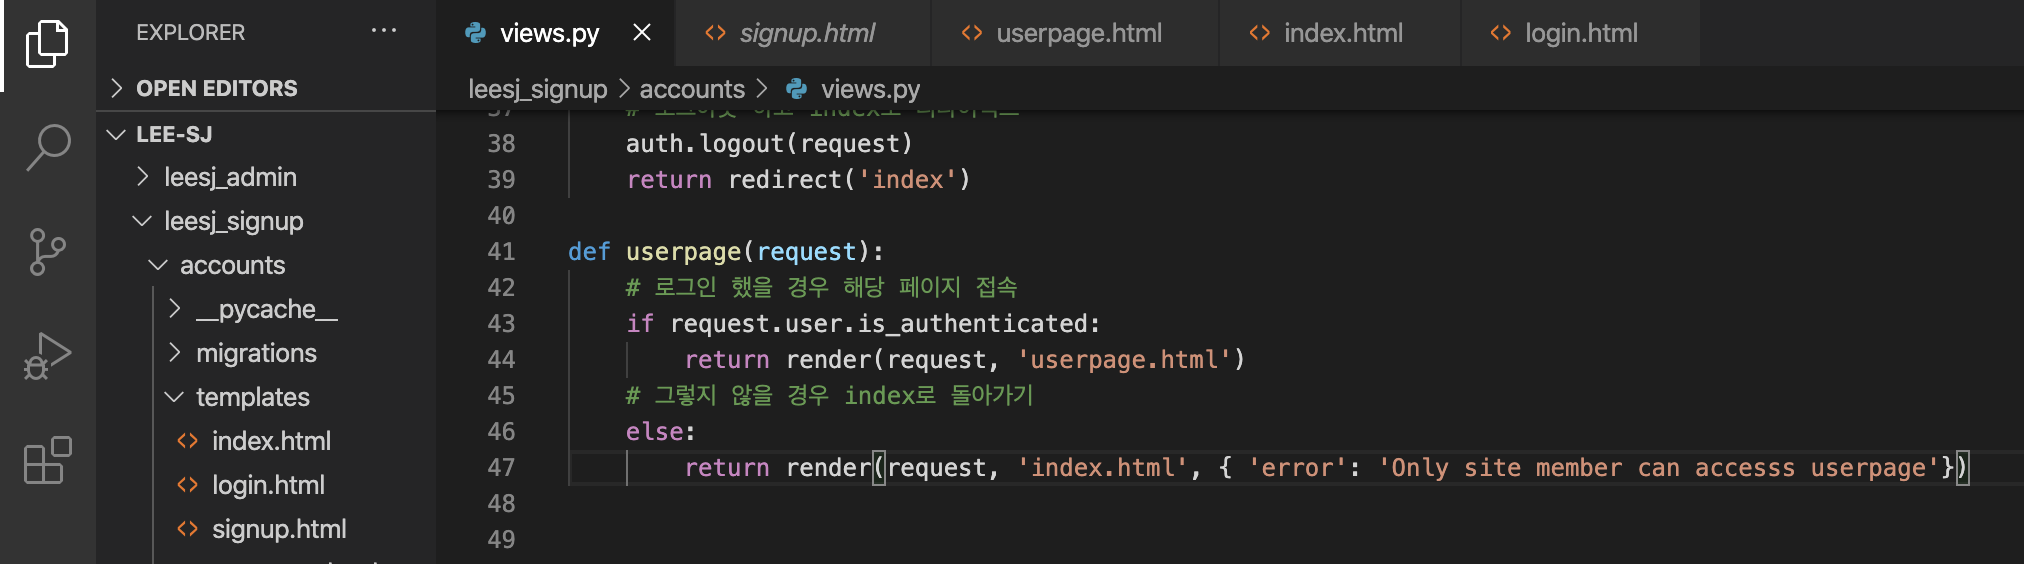 EXPLORER
OPEN EDITORS
LEE-SJ
leesj_admin
leesj_signup
accounts
__pycache__
migrations
templates
index.html
login.html
signup.html
views.py
signup.html
userpage.html
index.html
login.html
leesj_signup > accounts > views.py
37
38 auth.logout(request)
39 return redirect('index')
40
41 def userpage(request):
42 # 로그인 했을 경우 해당 페이지 접속
43 if request.user.is_authenticated:
44 return render(request, 'userpage.html')
45 # 그렇지 않을 경우 index로 돌아가기
46 else:
47 return render(request, 'index.html', { 'error': 'Only site member can accesss userpage'})
48
49